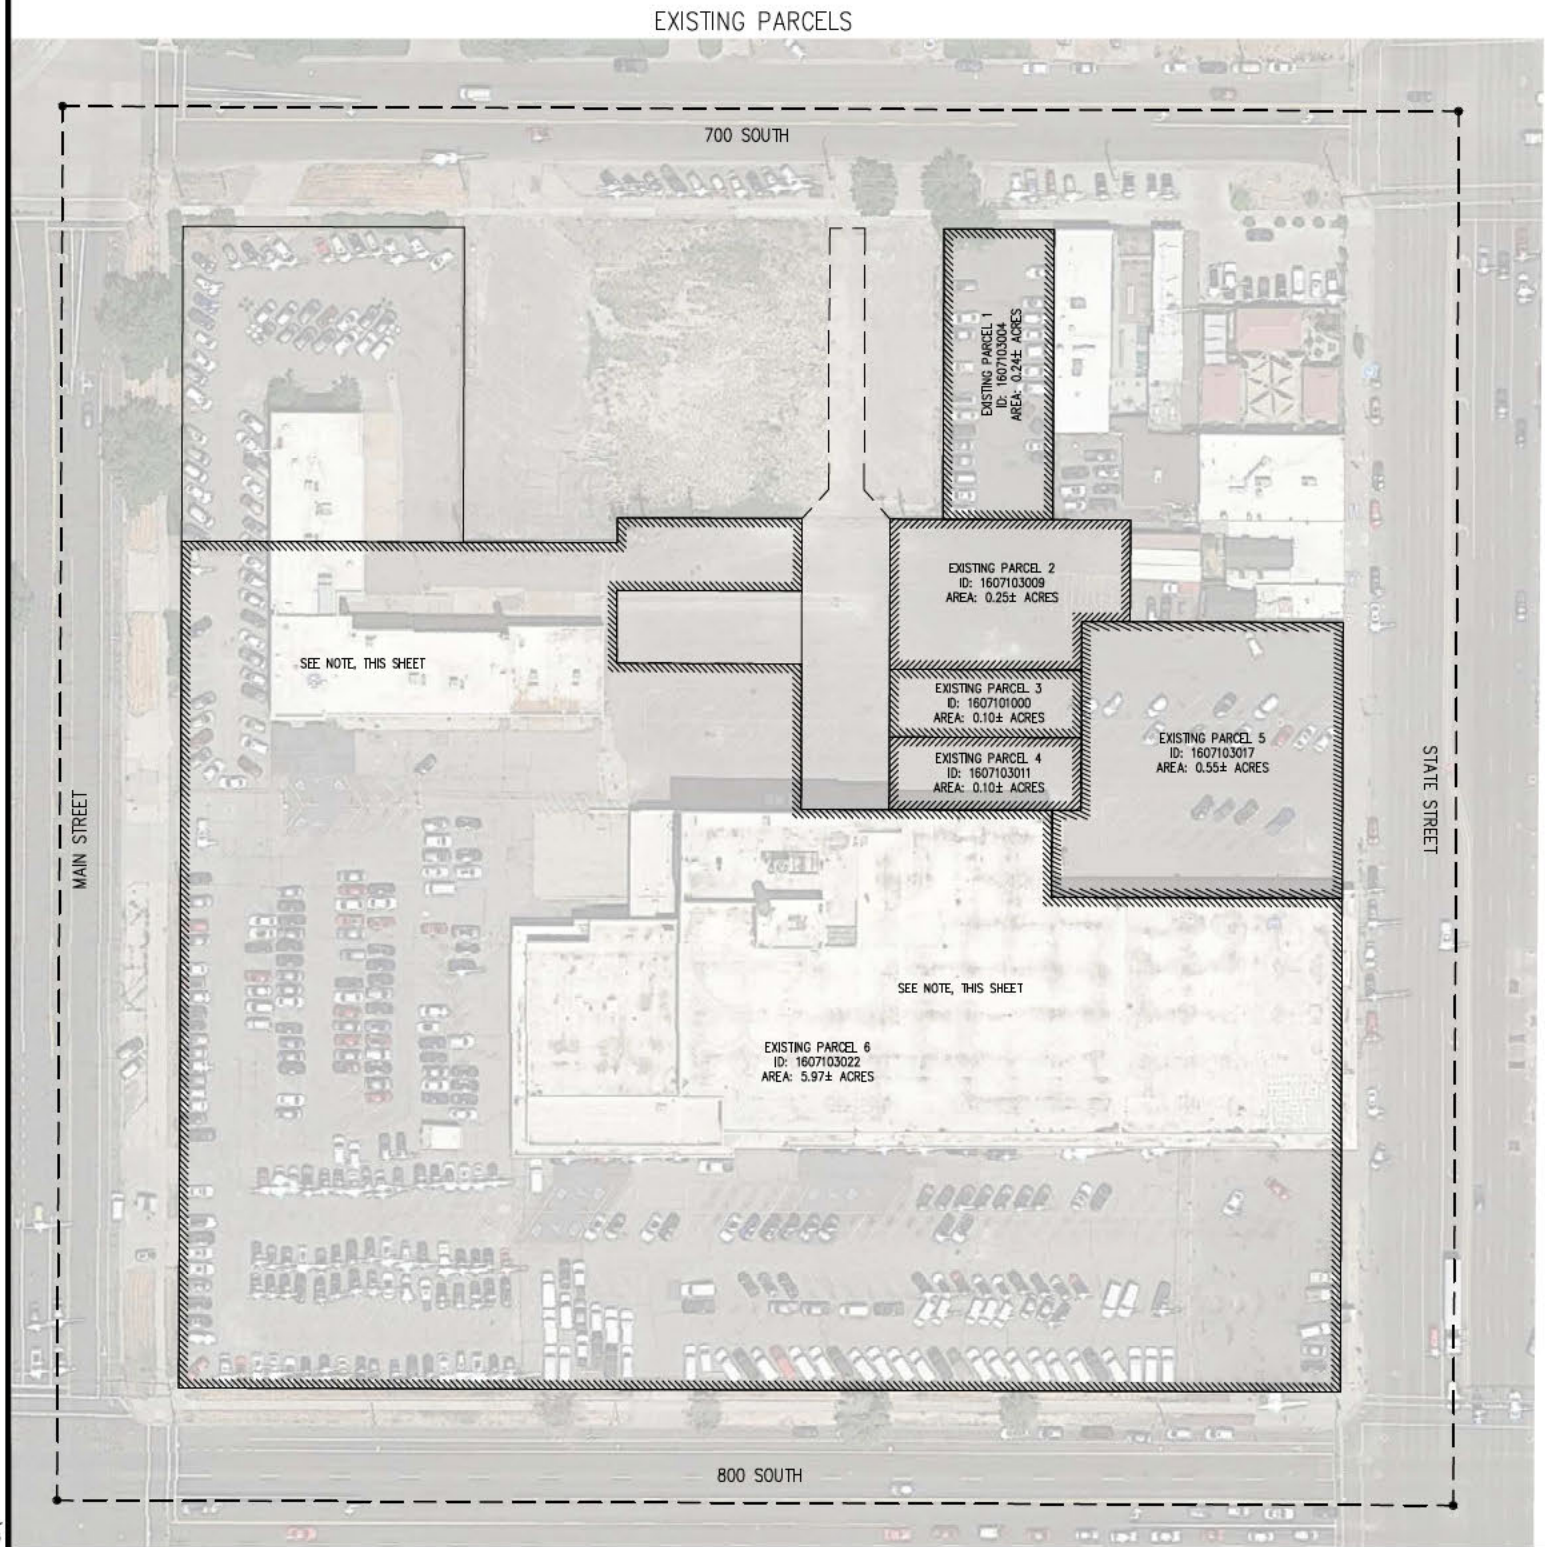 EXISTING PARCELS
700 SOUTH
EXISTING PARCEL 1
ID: 1607103004
AREA: 0.24± ACRES
EXISTING PARCEL 2
ID: 1607103009
AREA: 0.25± ACRES
SEE NOTE, THIS SHEET
EXISTING PARCEL 3
ID: 1607101000
AREA: 0.10± ACRES
EXISTING PARCEL 4
ID: 1607103011
AREA: 0.10± ACRES
EXISTING PARCEL 5
ID: 1607103017
AREA: 0.55± ACRES
MAIN STREET
STATE STREET
SEE NOTE, THIS SHEET
EXISTING PARCEL 6
ID: 1607103022
AREA: 5.97± ACRES
800 SOUTH